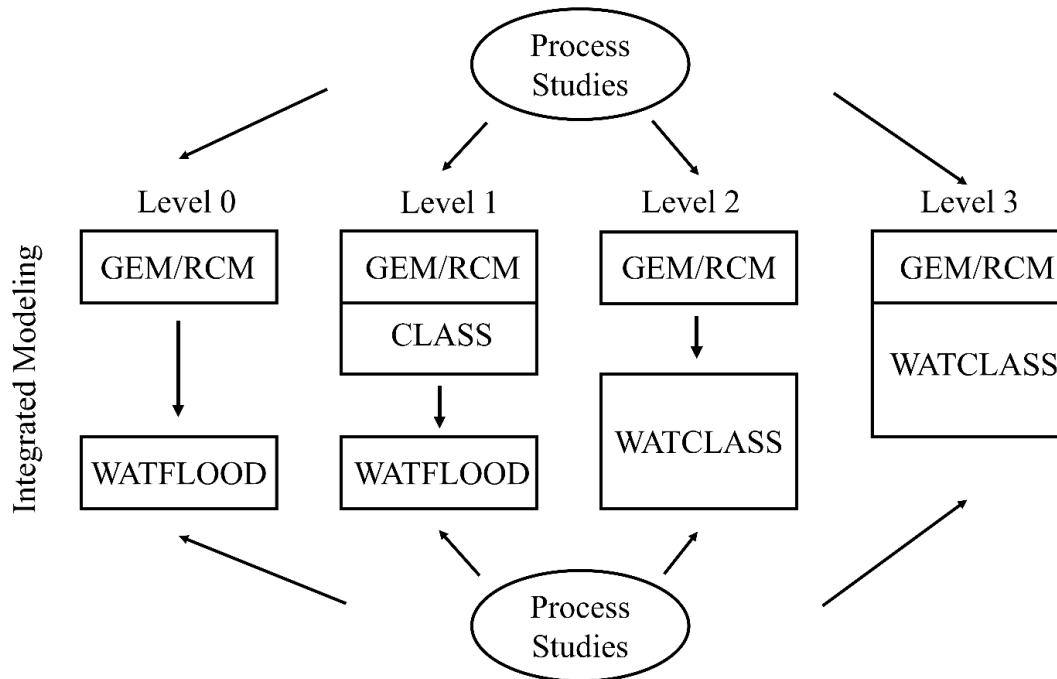 Process
Studies
Level 0
Level 1
Level 2
Level 3
Integrated Modeling
GEM/RCM
GEM/RCM
GEM/RCM
GEM/RCM
CLASS
WATCLASS
WATFLOOD
WATFLOOD
WATCLASS
Process
Studies